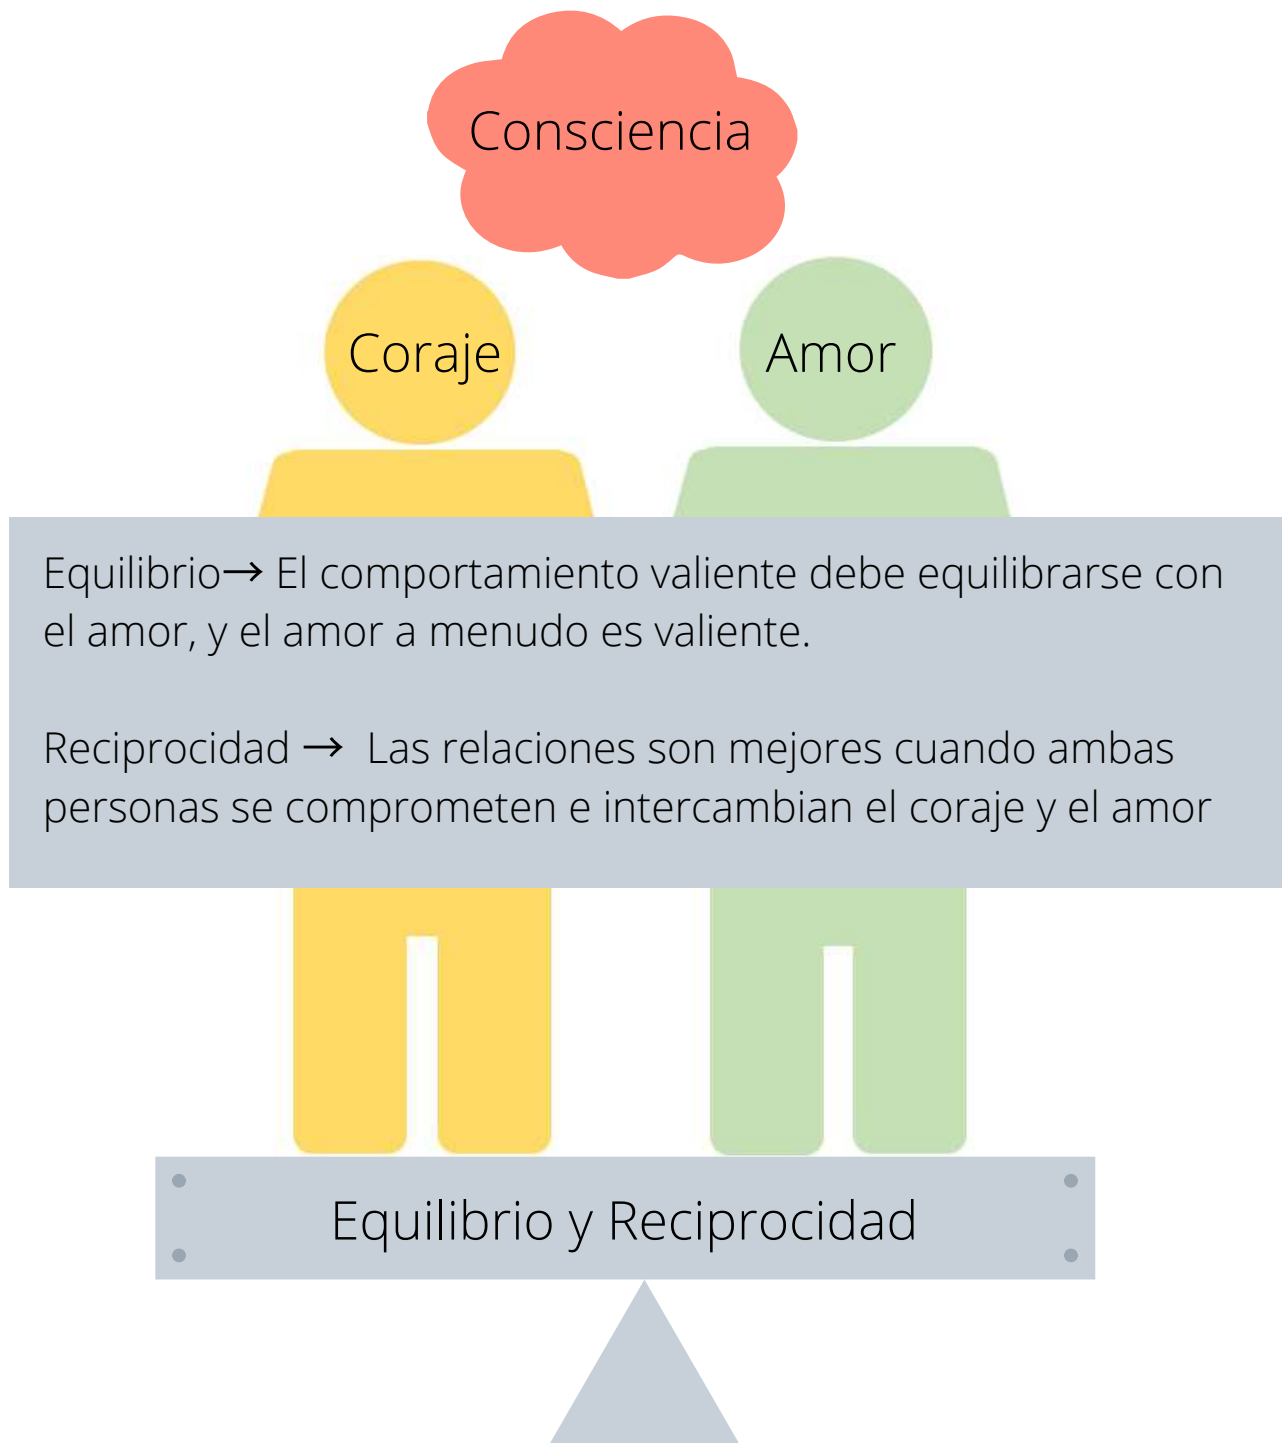 Consciencia
Coraje
Amor
Equilibrio→ El comportamiento valiente debe equilibrarse con
el amor, y el amor a menudo es valiente.
Reciprocidad → Las relaciones son mejores cuando ambas
personas se comprometen e intercambian el coraje y el amor
Equilibrio y Reciprocidad